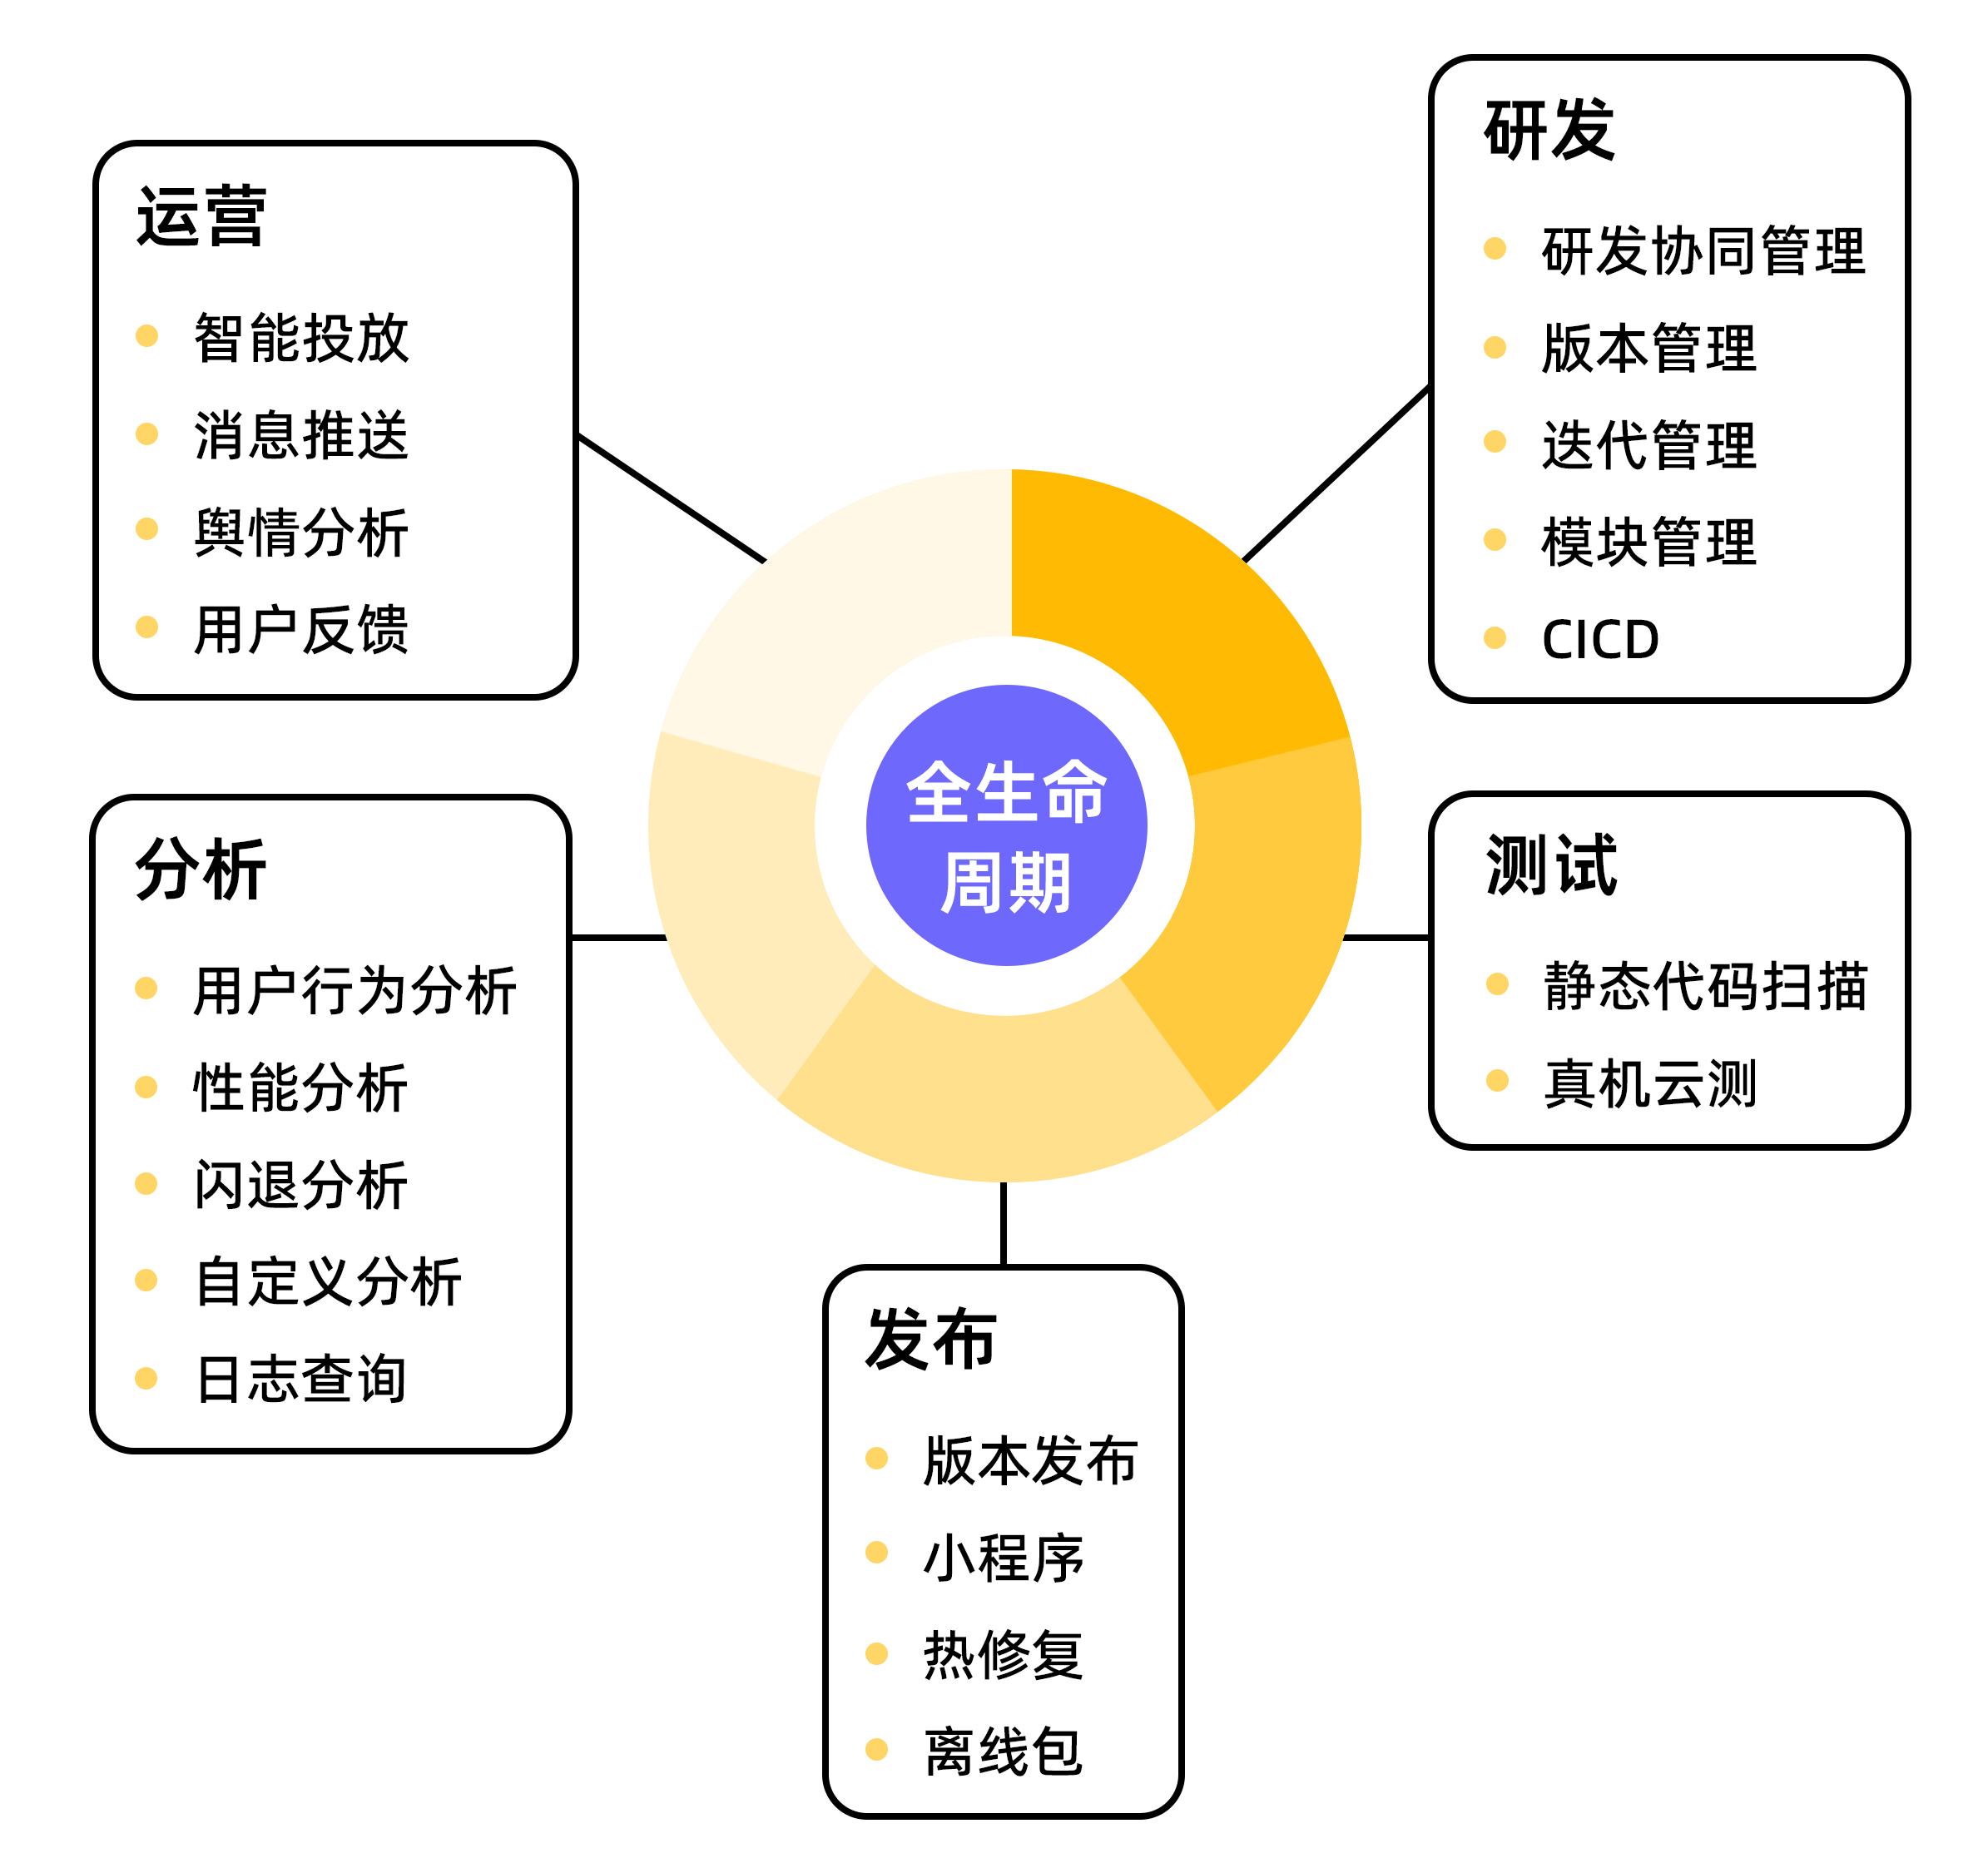 运营
智能投放
消息推送
舆情分析
用户反馈
研发
研发协同管理
版本管理
迭代管理
模块管理
CICD
全生命
周期
分析
用户行为分析
性能分析
闪退分析
自定义分析
日志查询
测试
静态代码扫描
真机云测
发布
版本发布
小程序
热修复
离线包